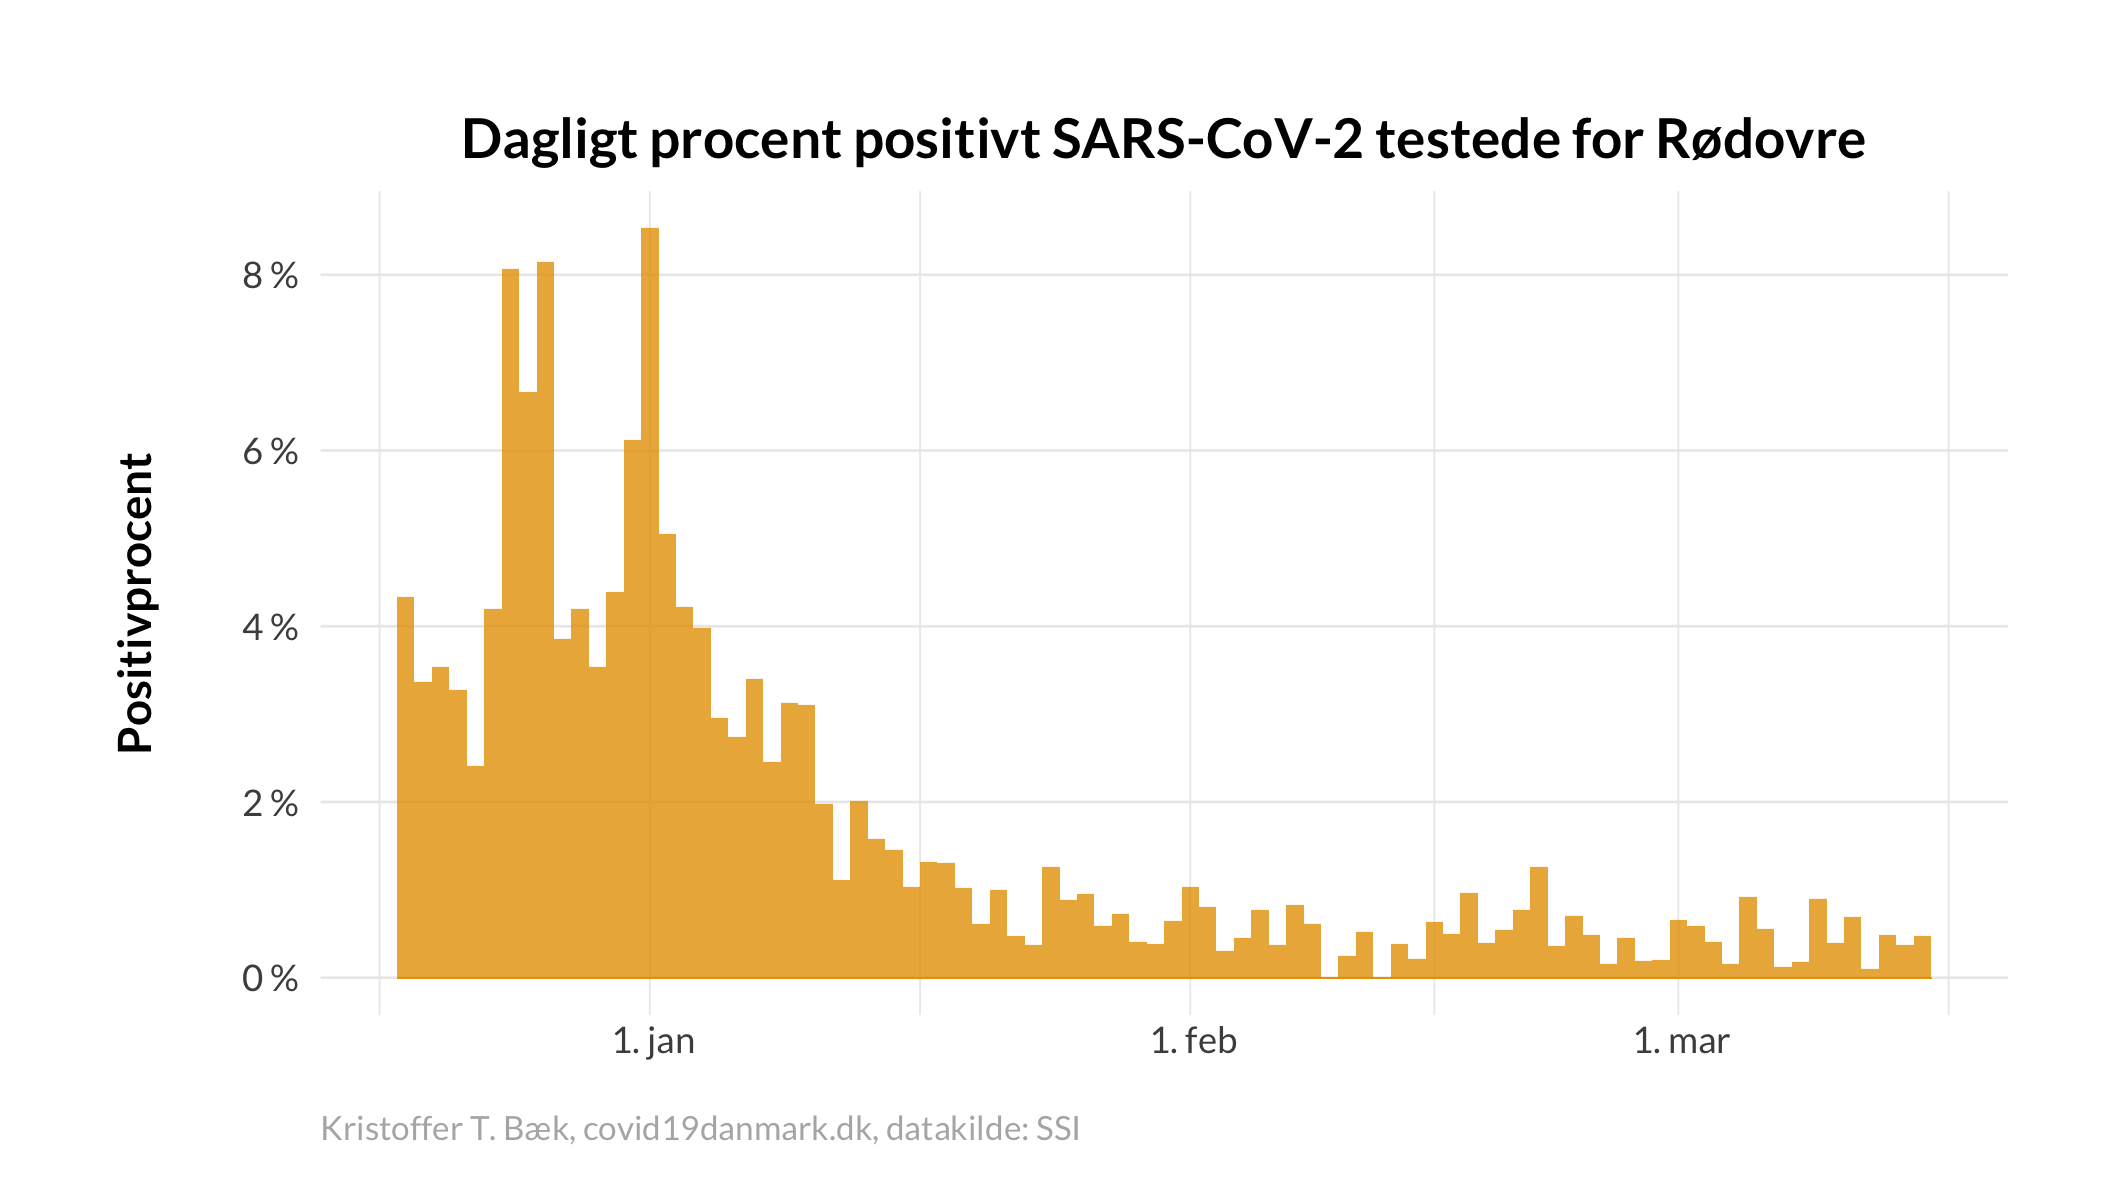 Dagligt procent positivt SARS-CoV-2 testede for Rødovre
Positivprocent
8 %
6 %
4 %
2 %
0 %
1. jan
1. feb
1. mar
Kristoffer T. Bæk, covid19danmark.dk, datakilde: SSI